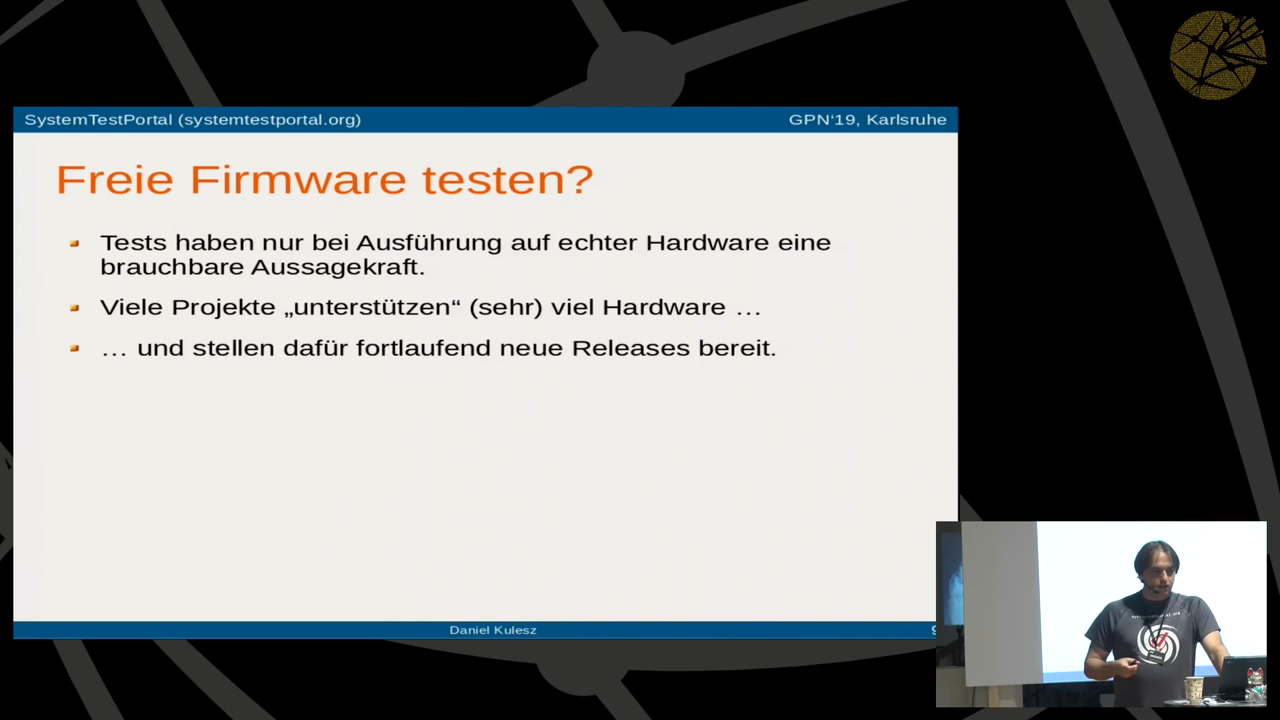 SystemTestPortal (systemtestportal.org)
GPN‘19, Karlsruhe
Freie Firmware testen?
Tests haben nur bei Ausführung auf echter Hardware eine
brauchbare Aussagekraft.
Viele Projekte „unterstützen“ (sehr) viel Hardware …
… und stellen dafür fortlaufend neue Releases bereit.
Daniel Kulesz